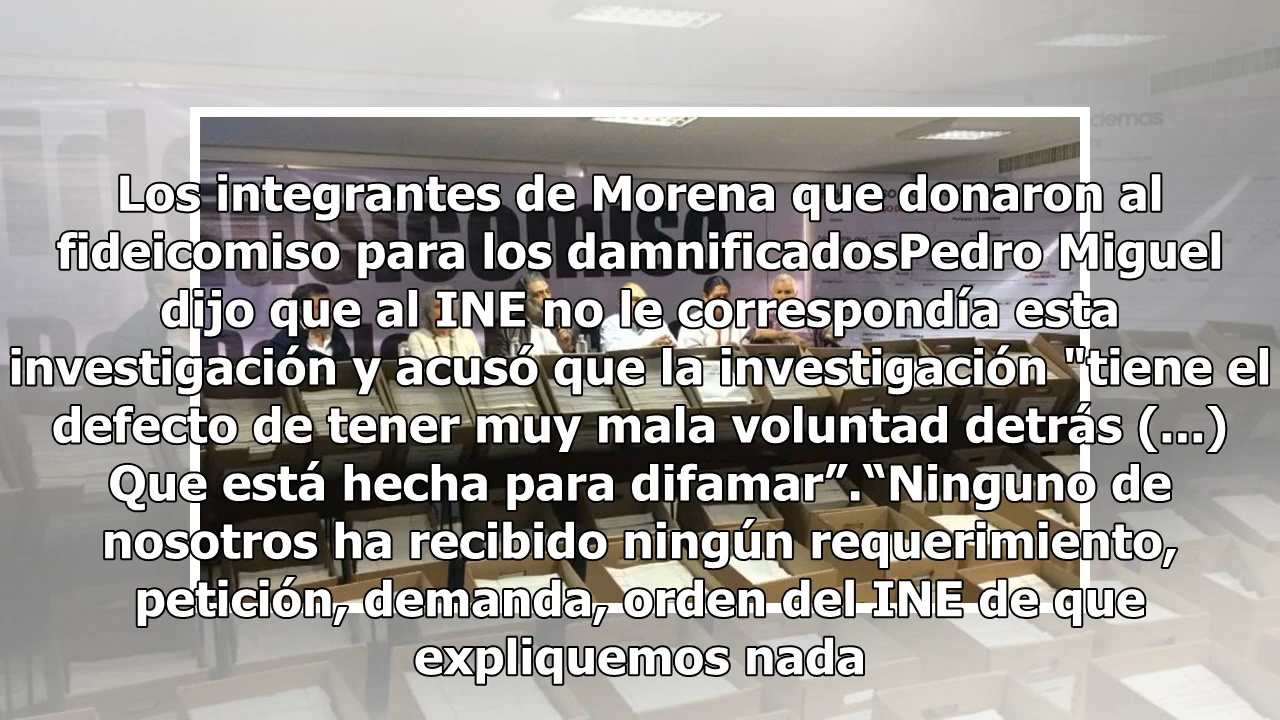 Los integrantes de Morena que donaron al
fideicomiso para los damnificadosPedro Miguel
dijo que al INE no le correspondía esta
investigación y acusó que la investigación "tiene el
defecto de tener muy mala voluntad detrás (...)
Que está hecha para difamar”.“Ninguno de
nosotros ha recibido ningún requerimiento,
petición, demanda, orden del INE de que
expliquemos nada